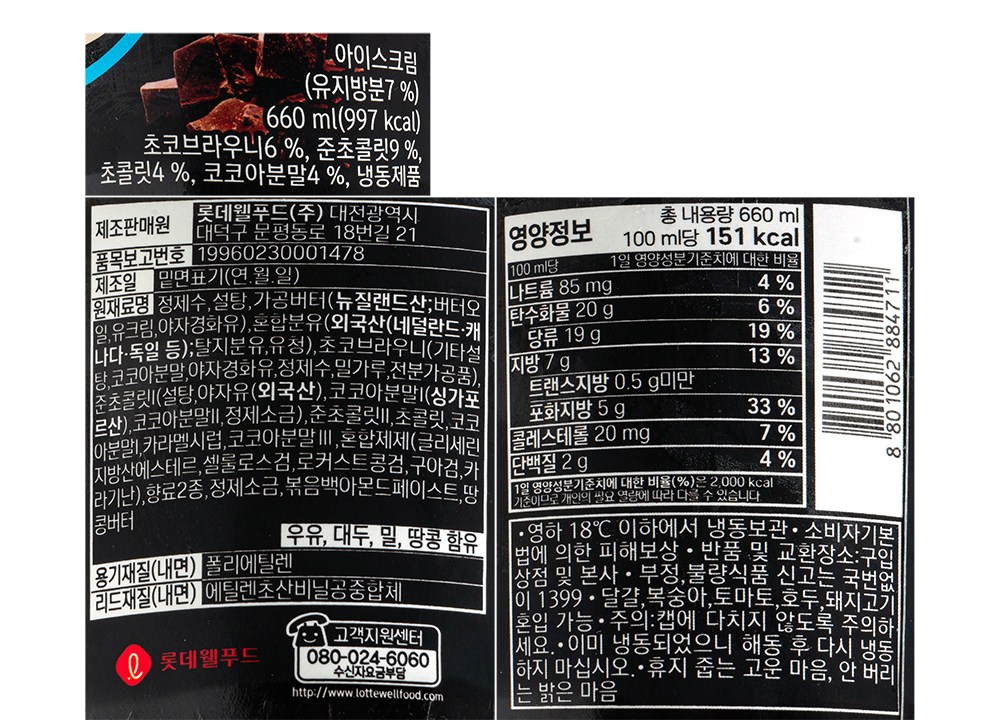 아이스크림
(유지방분7 %)
660 ml(997 kcal)
초코브라우니6 %, 준초콜릿9 %,
초콜릿4 %, 코코아분말4 %, 냉동제품
제조판매원 롯데웰푸드(주) 대전광역시
대덕구 문평동로 18번길 21
품목보고번호 19960230001478
제조일 밑면표기(연.월.일)
원재료명 정제수,설탕,가공버터(뉴질랜드산;버터오
일,유크림,야자경화유),혼합분유(외국산(네덜란드·캐
나다·독일 등);탈지분유,유청),초코브라우니(기타설
탕,코코아분말,야자경화유,정제수,밀가루,전분가공품),
준초콜릿I(설탕,야자유(외국산),코코아분말I(싱가포
르산),코코아분말II,정제소금),준초콜릿II,초콜릿,코코
아분말I,카라멜시럽,코코아분말III,혼합제제(글리세린
지방산에스테르,셀룰로스검,로커스트콩검,구아검,카
라기난),향료2종,정제소금,볶음백아몬드페이스트,땅
콩버터
우유, 대두, 밀, 땅콩 함유
용기재질(내면) 폴리에틸렌
리드재질(내면) 에틸렌초산비닐공중합체
롯데웰푸드
고객지원센터
080-024-6060
수신자요금부담
http://www.lottewellfood.com
영양정보 총 내용량 660 ml
100 ml당 151 kcal
100 ml당 1일 영양성분기준치에 대한 비율
나트륨 85 mg 4 %
탄수화물 20 g 6 %
당류 19 g 19 %
지방 7 g 13 %
트랜스지방 0.5 g미만
포화지방 5 g 33 %
콜레스테롤 20 mg 7 %
단백질 2 g 4 %
1일 영양성분기준치에 대한 비율(%)은 2,000 kcal
기준이므로 개인의 필요 열량에 따라 다를 수 있습니다.
8 801062 884711
•영하 18℃ 이하에서 냉동보관• 소비자기본
법에 의한 피해보상 • 반품 및 교환장소:구입
상점 및 본사 • 부정,불량식품 신고는 국번없
이 1399 • 달걀,복숭아,토마토,호두,돼지고기
혼입 가능•주의:캡에 다치지 않도록 주의하
세요.•이미 냉동되었으니 해동 후 다시 냉동
하지 마십시오.•휴지 줍는 고운 마음, 안 버리
는 밝은 마음